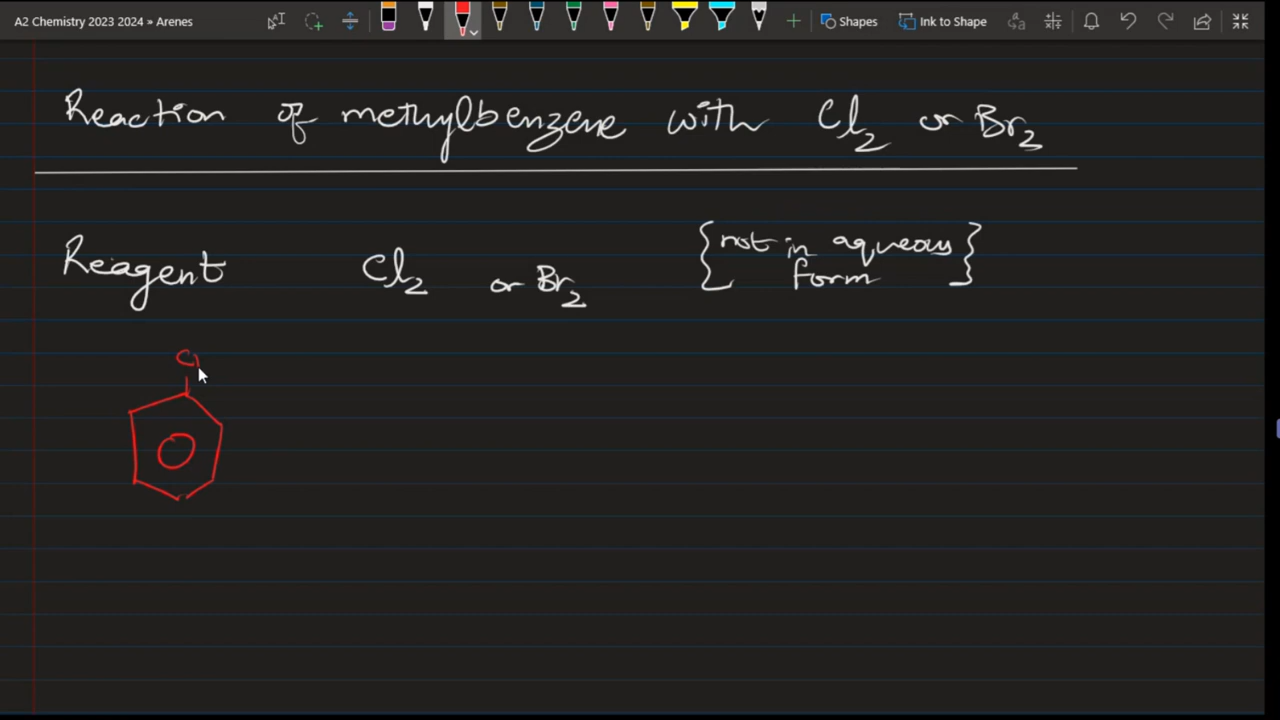 A2 Chemistry 2023 2024 » Arenes
Shapes
Ink to Shape
Reaction of methylbenzene with Cl₂ or Br₂
Reagent Cl₂ or Br₂ {not in aqueous form}
Cl